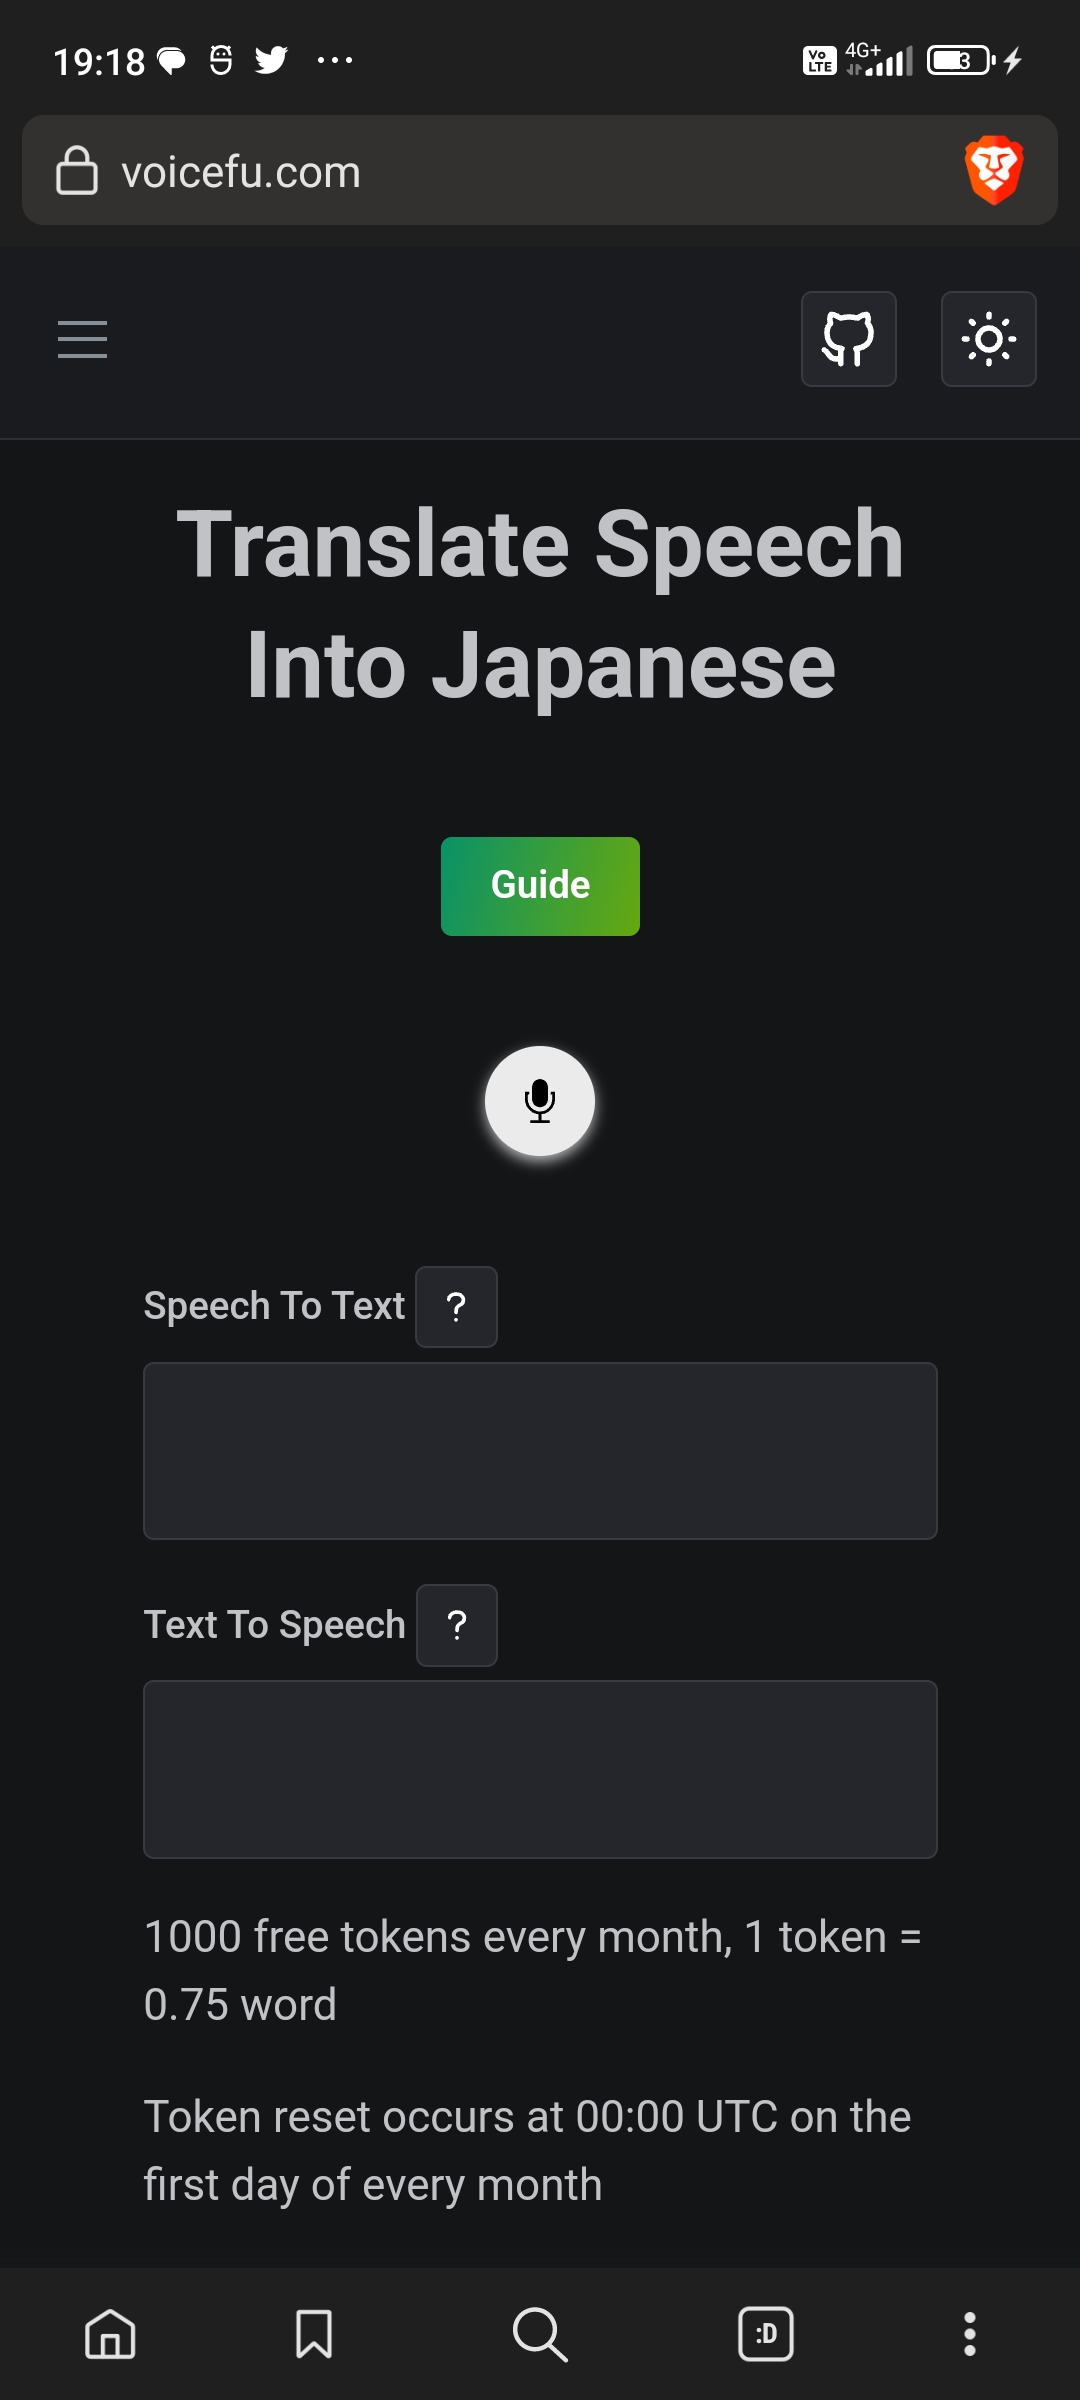 19:18
Vo LTE
4G+
voicefu.com
Translate Speech
Into Japanese
Guide
Speech To Text ?
Text To Speech ?
1000 free tokens every month, 1 token =
0.75 word
Token reset occurs at 00:00 UTC on the
first day of every month
:D